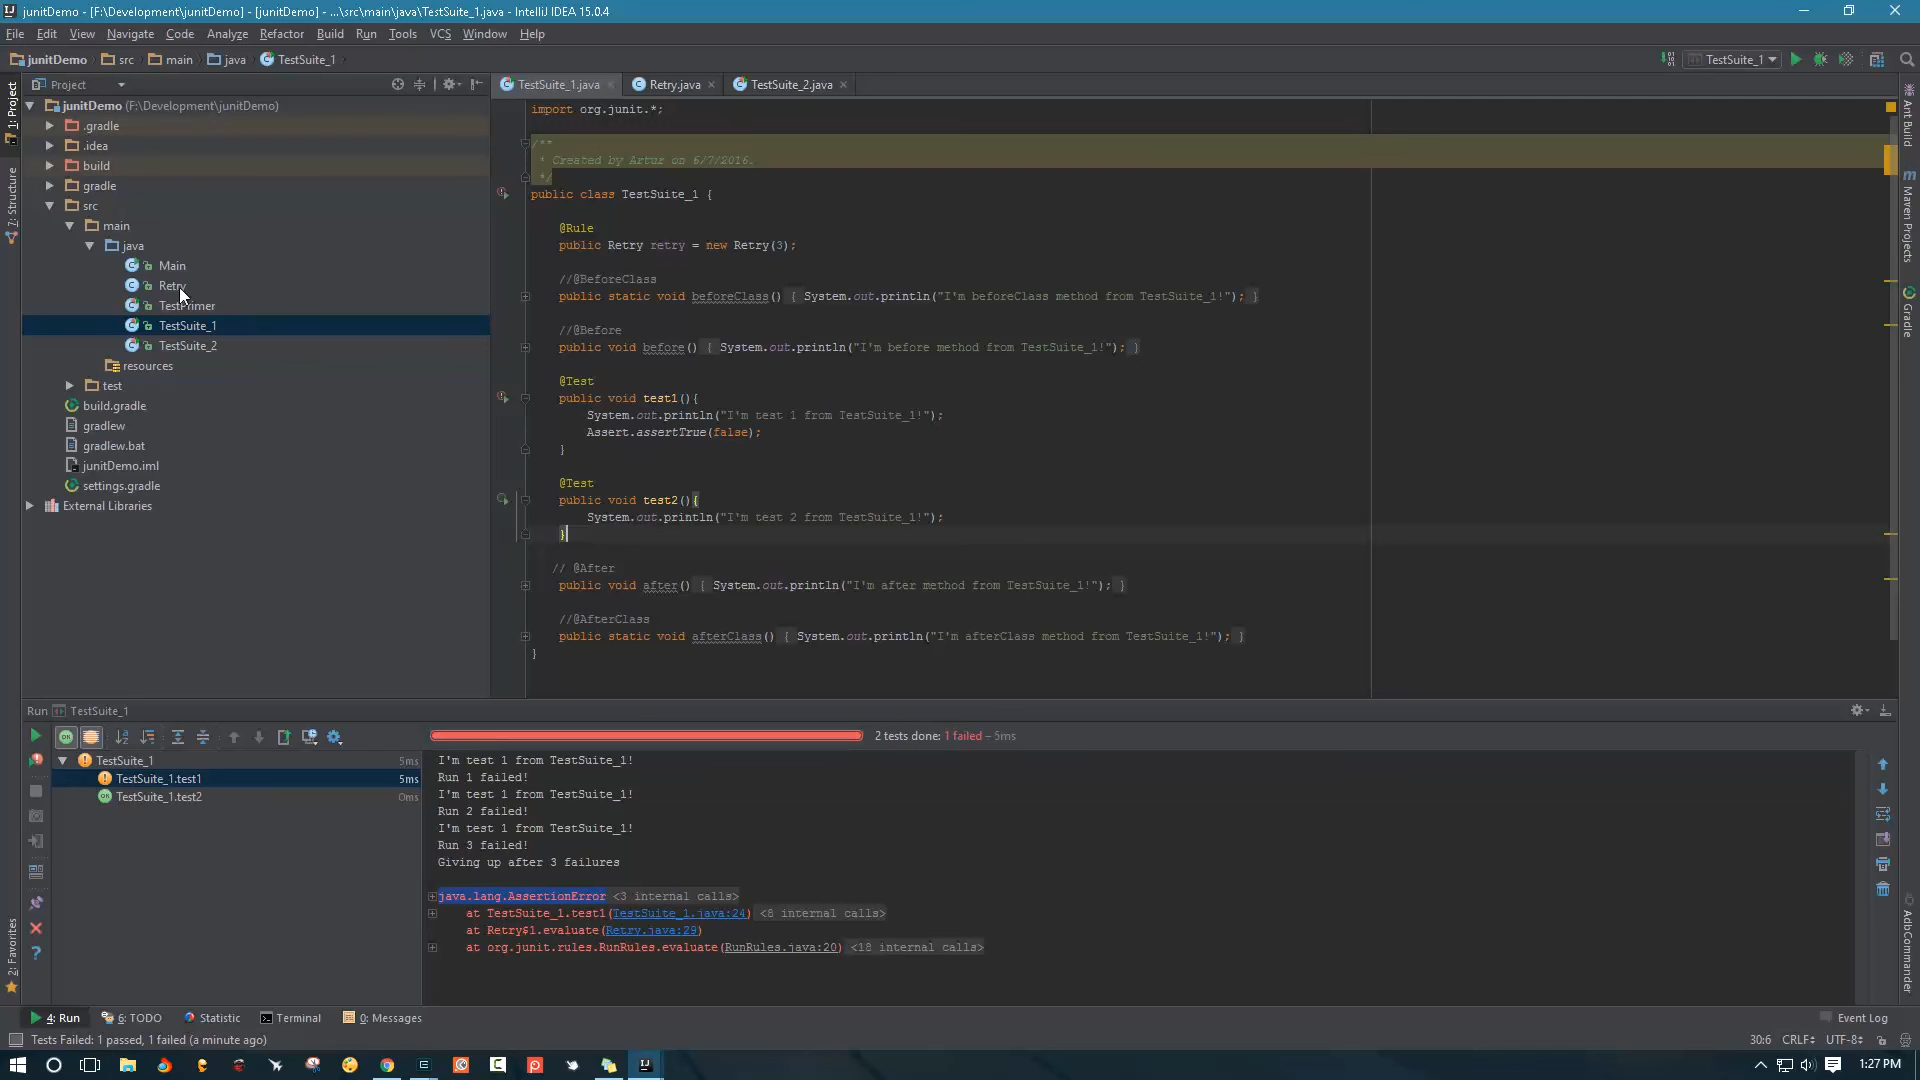 junitDemo - [F:\Development\junitDemo] - [junitDemo] - ...\src\main\java\TestSuite_1.java - IntelliJ IDEA 15.0.4
File Edit View Navigate Code Analyze Refactor Build Run Tools VCS Window Help
junitDemo src main java TestSuite_1
TestSuite_1
Project
TestSuite_1.java Retry.java TestSuite_2.java
1: Project
7: Structure
2: Favorites
junitDemo (F:\Development\junitDemo)
.gradle
.idea
build
gradle
src
main
java
Main
Retry
TestPrimer
TestSuite_1
TestSuite_2
resources
test
build.gradle
gradlew
gradlew.bat
junitDemo.iml
settings.gradle
External Libraries
import org.junit.*;
/**
* Created by Artur on 6/7/2016.
*/
public class TestSuite_1 {
@Rule
public Retry retry = new Retry(3);
//@BeforeClass
public static void beforeClass() { System.out.println("I'm beforeClass method from TestSuite_1!"); }
//@Before
public void before() { System.out.println("I'm before method from TestSuite_1!"); }
@Test
public void test1(){
System.out.println("I'm test 1 from TestSuite_1!");
Assert.assertTrue(false);
}
@Test
public void test2(){
System.out.println("I'm test 2 from TestSuite_1!");
}
// @After
public void after() { System.out.println("I'm after method from TestSuite_1!"); }
//@AfterClass
public static void afterClass() { System.out.println("I'm afterClass method from TestSuite_1!"); }
}
Ant Build
m Maven Projects
Gradle
AdbCommander
Run TestSuite_1
2 tests done: 1 failed – 5ms
TestSuite_1 5ms
TestSuite_1.test1 5ms
TestSuite_1.test2 0ms
I'm test 1 from TestSuite_1!
Run 1 failed!
I'm test 1 from TestSuite_1!
Run 2 failed!
I'm test 1 from TestSuite_1!
Run 3 failed!
Giving up after 3 failures
java.lang.AssertionError <3 internal calls>
at TestSuite_1.test1(TestSuite_1.java:24) <8 internal calls>
at Retry$1.evaluate(Retry.java:29)
at org.junit.rules.RunRules.evaluate(RunRules.java:20) <18 internal calls>
4: Run 6: TODO Statistic Terminal 0: Messages Event Log
Tests Failed: 1 passed, 1 failed (a minute ago) 30:6 CRLF UTF-8
1:27 PM